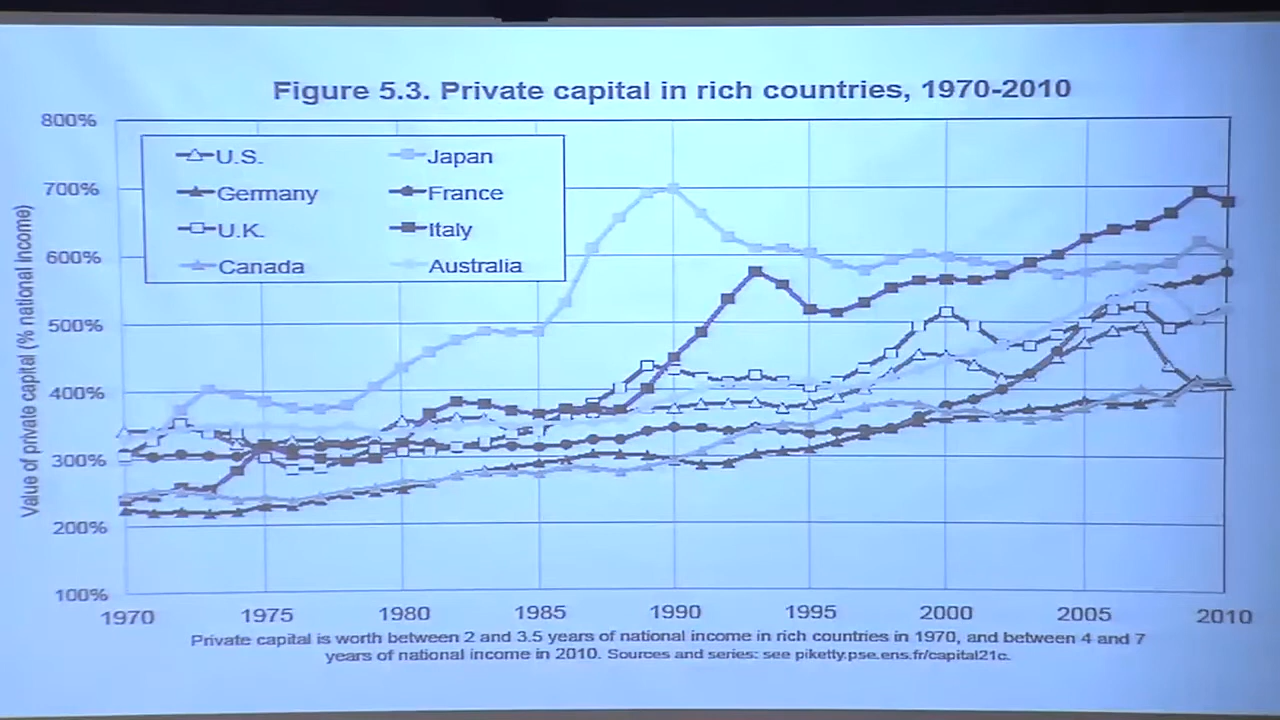 Figure 5.3. Private capital in rich countries, 1970-2010
Value of private capital (% national income)
800%
700%
600%
500%
400%
300%
200%
100%
U.S.
Japan
Germany
France
U.K.
Italy
Canada
Australia
1970 1975 1980 1985 1990 1995 2000 2005 2010
Private capital is worth between 2 and 3.5 years of national income in rich countries in 1970, and between 4 and 7
years of national income in 2010. Sources and series: see piketty.pse.ens.fr/capital21c.